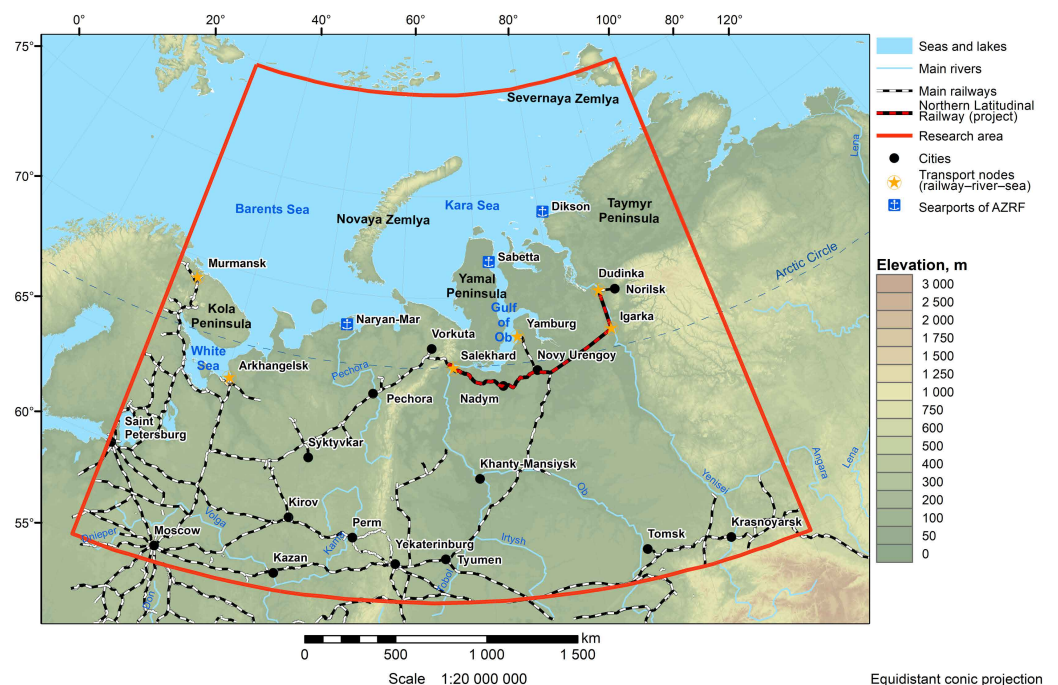 0° 20° 40° 60° 80° 100° 80° 120°
75°
70°
65°
60°
55°
Severnaya Zemlya
Barents Sea
Kara Sea
Novaya Zemlya
Taymyr
Peninsula
Dikson
Sabetta
Murmansk
Yamal
Peninsula
Dudinka
Norilsk
Arctic Circle
Kola
Peninsula
Gulf
of
Ob
Igarka
Naryan-Mar
Yamburg
Vorkuta
White
Sea
Salekhard
Novy Urengoy
Arkhangelsk
Pechora
Pechora
Nadym
Saint
Petersburg
Syktyvkar
Khanty-Mansiysk
Ob
Yenisei
Angara
Lena
Lena
Kirov
Volga
Perm
Dnieper
Moscow
Kama
Yekaterinburg
Irtysh
Tomsk
Krasnoyarsk
Kazan
Tyumen
Tobol
Don
Seas and lakes
Main rivers
Main railways
Northern Latitudinal
Railway (project)
Research area
Cities
Transport nodes
(railway–river–sea)
Searports of AZRF
Elevation, m
3 000
2 500
2 000
1 750
1 500
1 250
1 000
750
600
500
400
300
200
100
50
0
km
0 500 1 000 1 500
Scale 1:20 000 000
Equidistant conic projection